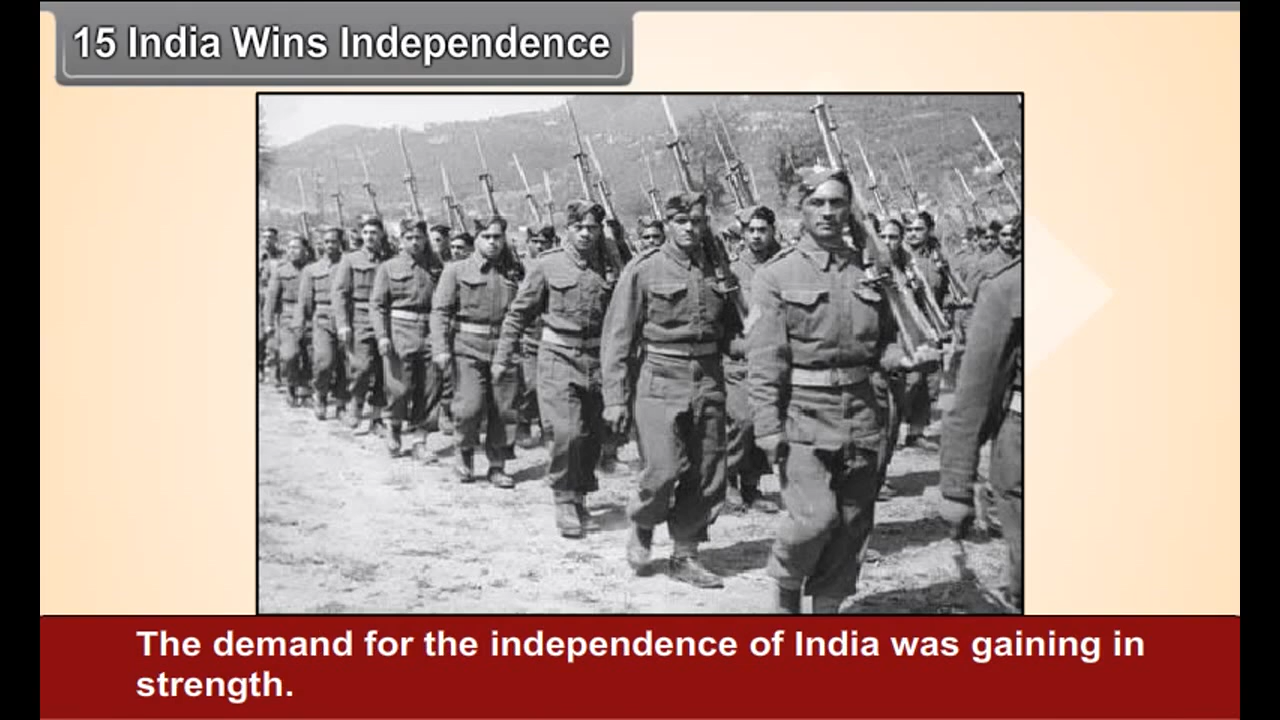 15 India Wins Independence
The demand for the independence of India was gaining in
strength.